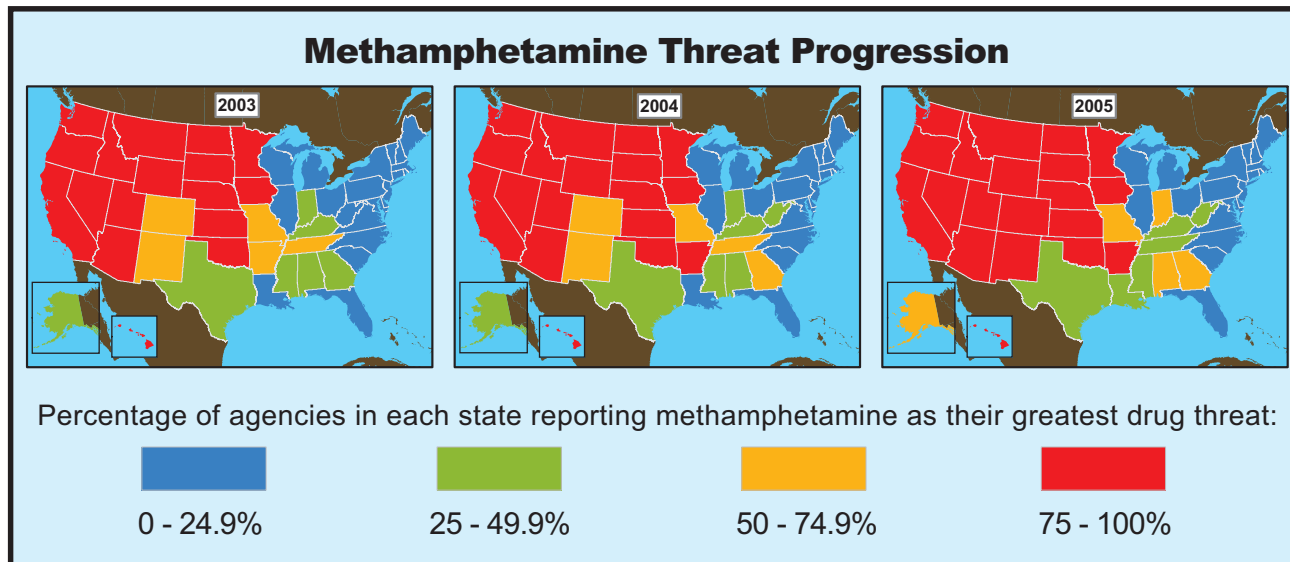 Methamphetamine Threat Progression
2003
2004
2005
Percentage of agencies in each state reporting methamphetamine as their greatest drug threat:
0 - 24.9%
25 - 49.9%
50 - 74.9%
75 - 100%